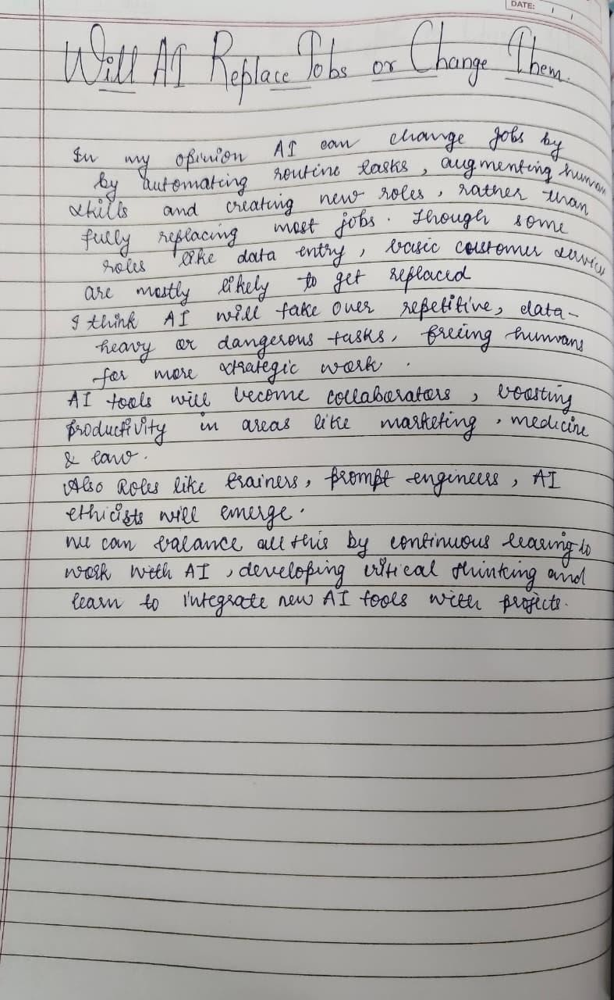 DATE: / /
Will AI Replace Jobs or Change Them.
In my opinion AI can change jobs by
by automating routine tasks, augmenting human
skills and creating new roles, rather than
fully replacing most jobs. Though some
roles like data entry, basic customer service
are mostly likely to get replaced
I think AI will take over repetitive, data-
heavy or dangerous tasks, freeing humans
for more strategic work.
AI tools will become collaborators, boosting
productivity in areas like marketing, medicine
& law.
Also Roles like trainers, prompt engineers, AI
ethicists will emerge.
we can balance all this by continuous learing to
work with AI, developing critical thinking and
learn to integrate new AI tools with projects.